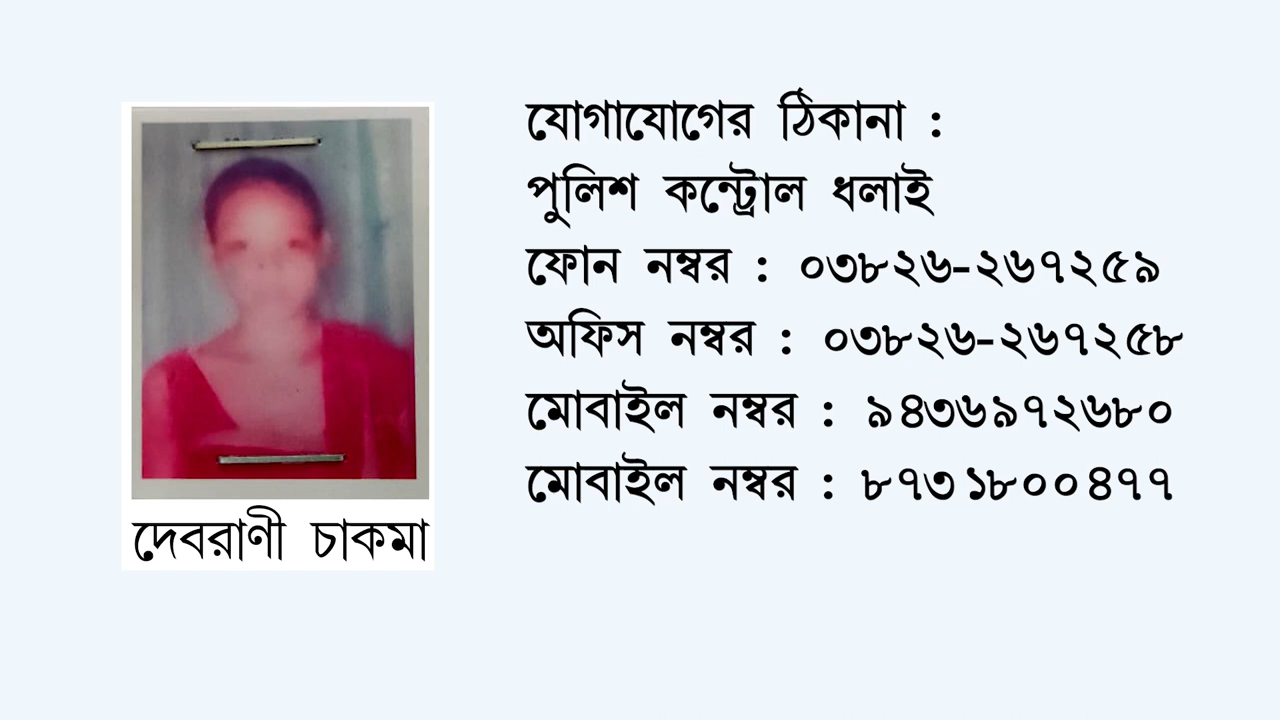 যোগাযোগের ঠিকানা :
পুলিশ কন্ট্রোল ধলাই
ফোন নম্বর : ০৩৮২৬-২৬৭২৫৯
অফিস নম্বর : ০৩৮২৬-২৬৭২৫৮
মোবাইল নম্বর : ৯৪৩৬৯৭২৬৮০
মোবাইল নম্বর : ৮৭৩১৮০০৪৭৭
দেবরাণী চাকমা